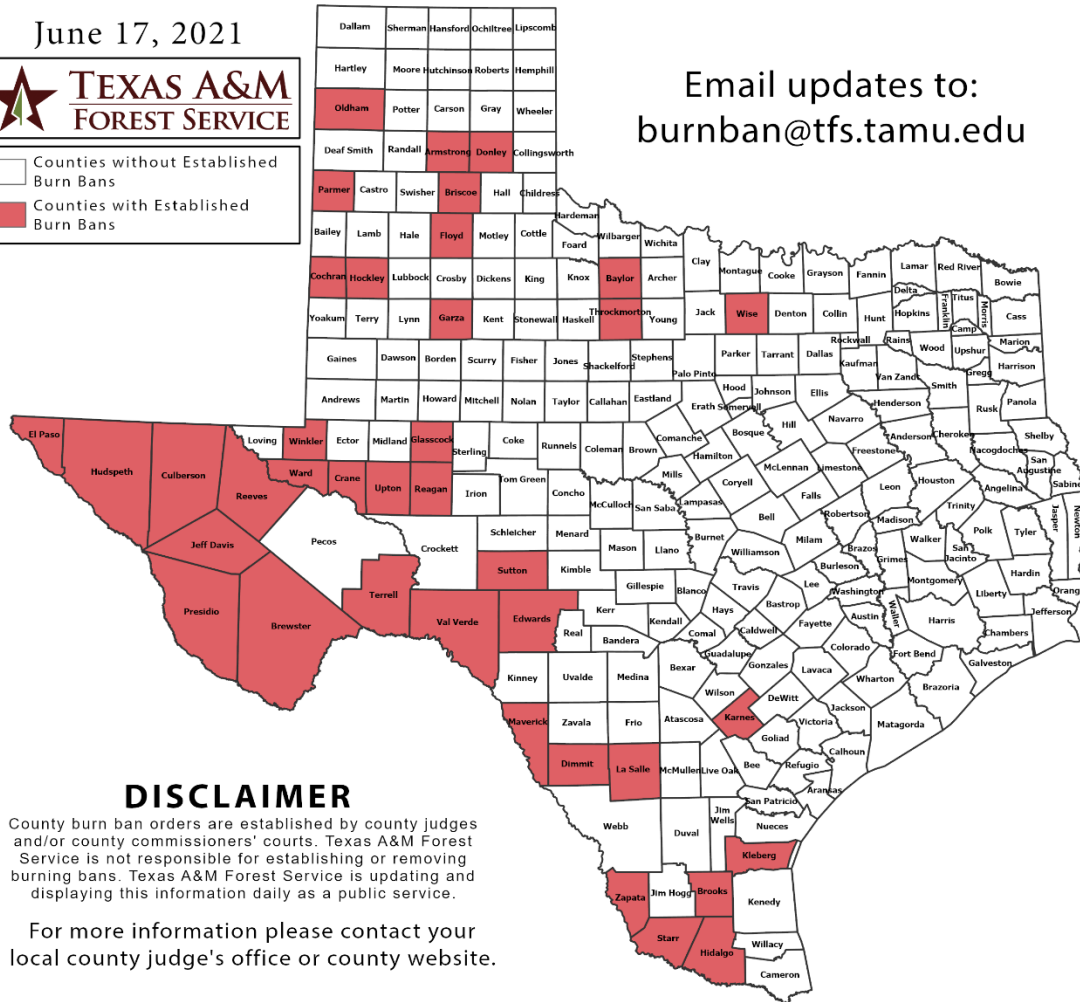 June 17, 2021
TEXAS A&M
FOREST SERVICE
Counties without Established
Burn Bans
Counties with Established
Burn Bans
Email updates to:
burnban@tfs.tamu.edu
Dallam Sherman Hansford Ochiltree Lipscomb
Hartley Moore Hutchinson Roberts Hemphill
Oldham Potter Carson Gray Wheeler
Deaf Smith Randall Armstrong Donley Collingsworth
Parmer Castro Swisher Briscoe Hall Childress
Hardeman
Bailey Lamb Hale Floyd Motley Cottle Foard Wilbarger Wichita
Clay Montague Cooke Grayson Fannin Lamar Red River Bowie
Cochran Hockley Lubbock Crosby Dickens King Knox Baylor Archer
Delta Franklin Titus Morris Cass
Yoakum Terry Lynn Garza Kent Stonewall Haskell Throckmorton Young Jack Wise Denton Collin Hunt Hopkins Camp
Rockwall Rains Wood Upshur Marion
Gaines Dawson Borden Scurry Fisher Jones Shackelford Stephens Palo Pinto Parker Tarrant Dallas Kaufman Van Zandt Gregg Harrison
Andrews Martin Howard Mitchell Nolan Taylor Callahan Eastland Erath Hood Somervell Johnson Ellis Henderson Smith Rusk Panola
El Paso Hudspeth Culberson Reeves Loving Winkler Ector Midland Glasscock Sterling Coke Runnels Coleman Brown Comanche Hamilton Bosque Hill Navarro Freestone Anderson Cherokee Nacogdoches Shelby
San Augustine Sabine
Ward Crane Upton Reagan Irion Tom Green Concho McCulloch San Saba Mills Lampasas Coryell McLennan Limestone Falls Leon Houston Angelina Trinity
Jeff Davis Pecos Crockett Schleicher Menard Mason Llano Burnet Bell Milam Robertson Brazos Madison Walker San Jacinto Polk Tyler Jasper Newton
Presidio Brewster Terrell Val Verde Sutton Edwards Kimble Gillespie Blanco Williamson Travis Lee Burleson Washington Grimes Montgomery Liberty Hardin Orang
Kerr Real Bandera Kendall Hays Comal Caldwell Bastrop Fayette Austin Waller Harris Chambers Jefferson
Kinney Uvalde Medina Bexar Guadalupe Gonzales Lavaca Colorado Wharton Fort Bend Brazoria Galveston
Maverick Zavala Frio Atascosa Wilson Karnes DeWitt Goliad Victoria Jackson Matagorda
Dimmit La Salle McMullen Live Oak Bee Refugio Calhoun Aransas
San Patricio
Webb Duval Jim Wells Nueces
Kleberg
Zapata Jim Hogg Brooks Kenedy
Starr Hidalgo Willacy
Cameron
DISCLAIMER
County burn ban orders are established by county judges
and/or county commissioners' courts. Texas A&M Forest
Service is not responsible for establishing or removing
burning bans. Texas A&M Forest Service is updating and
displaying this information daily as a public service.
For more information please contact your
local county judge's office or county website.